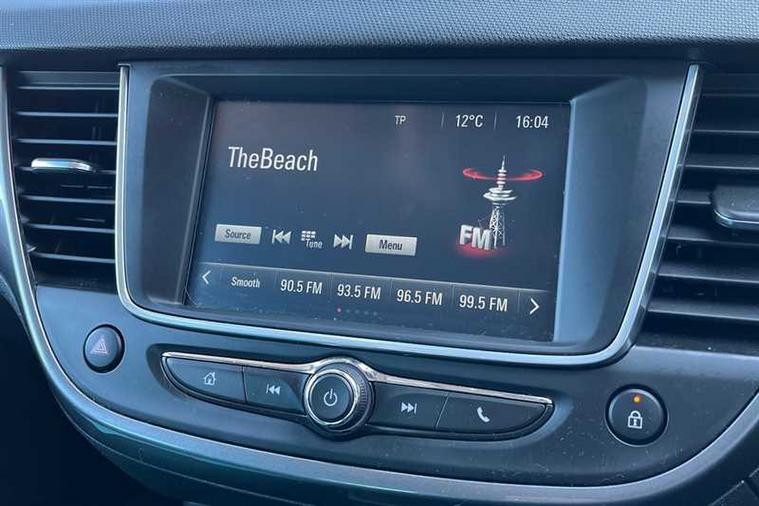 TP 12°C 16:04
TheBeach
FM
Source Tune Menu
Smooth 90.5 FM 93.5 FM 96.5 FM 99.5 FM